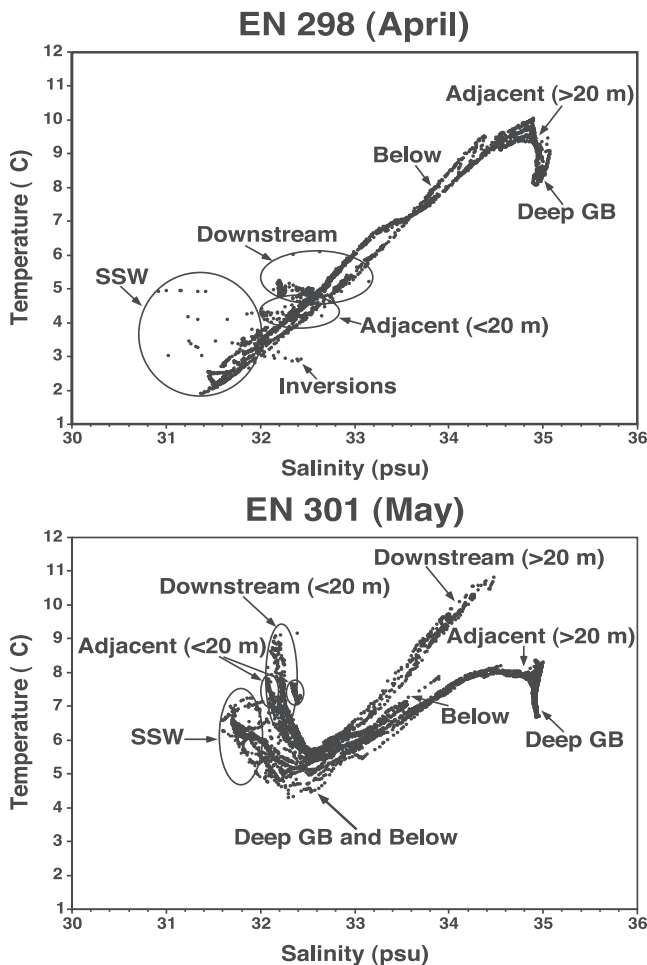 EN 298 (April)
12
11
10
9
8
7
6
5
4
3
2
1
Temperature ( C)
Adjacent (>20 m)
Below
Deep GB
Downstream
SSW
Adjacent (<20 m)
Inversions
30 31 32 33 34 35 36
Salinity (psu)
EN 301 (May)
12
11
10
9
8
7
6
5
4
3
2
1
Temperature ( C)
Downstream (>20 m)
Downstream (<20 m)
Adjacent (<20 m)
Adjacent (>20 m)
SSW
Below
Deep GB
Deep GB and Below
30 31 32 33 34 35 36
Salinity (psu)